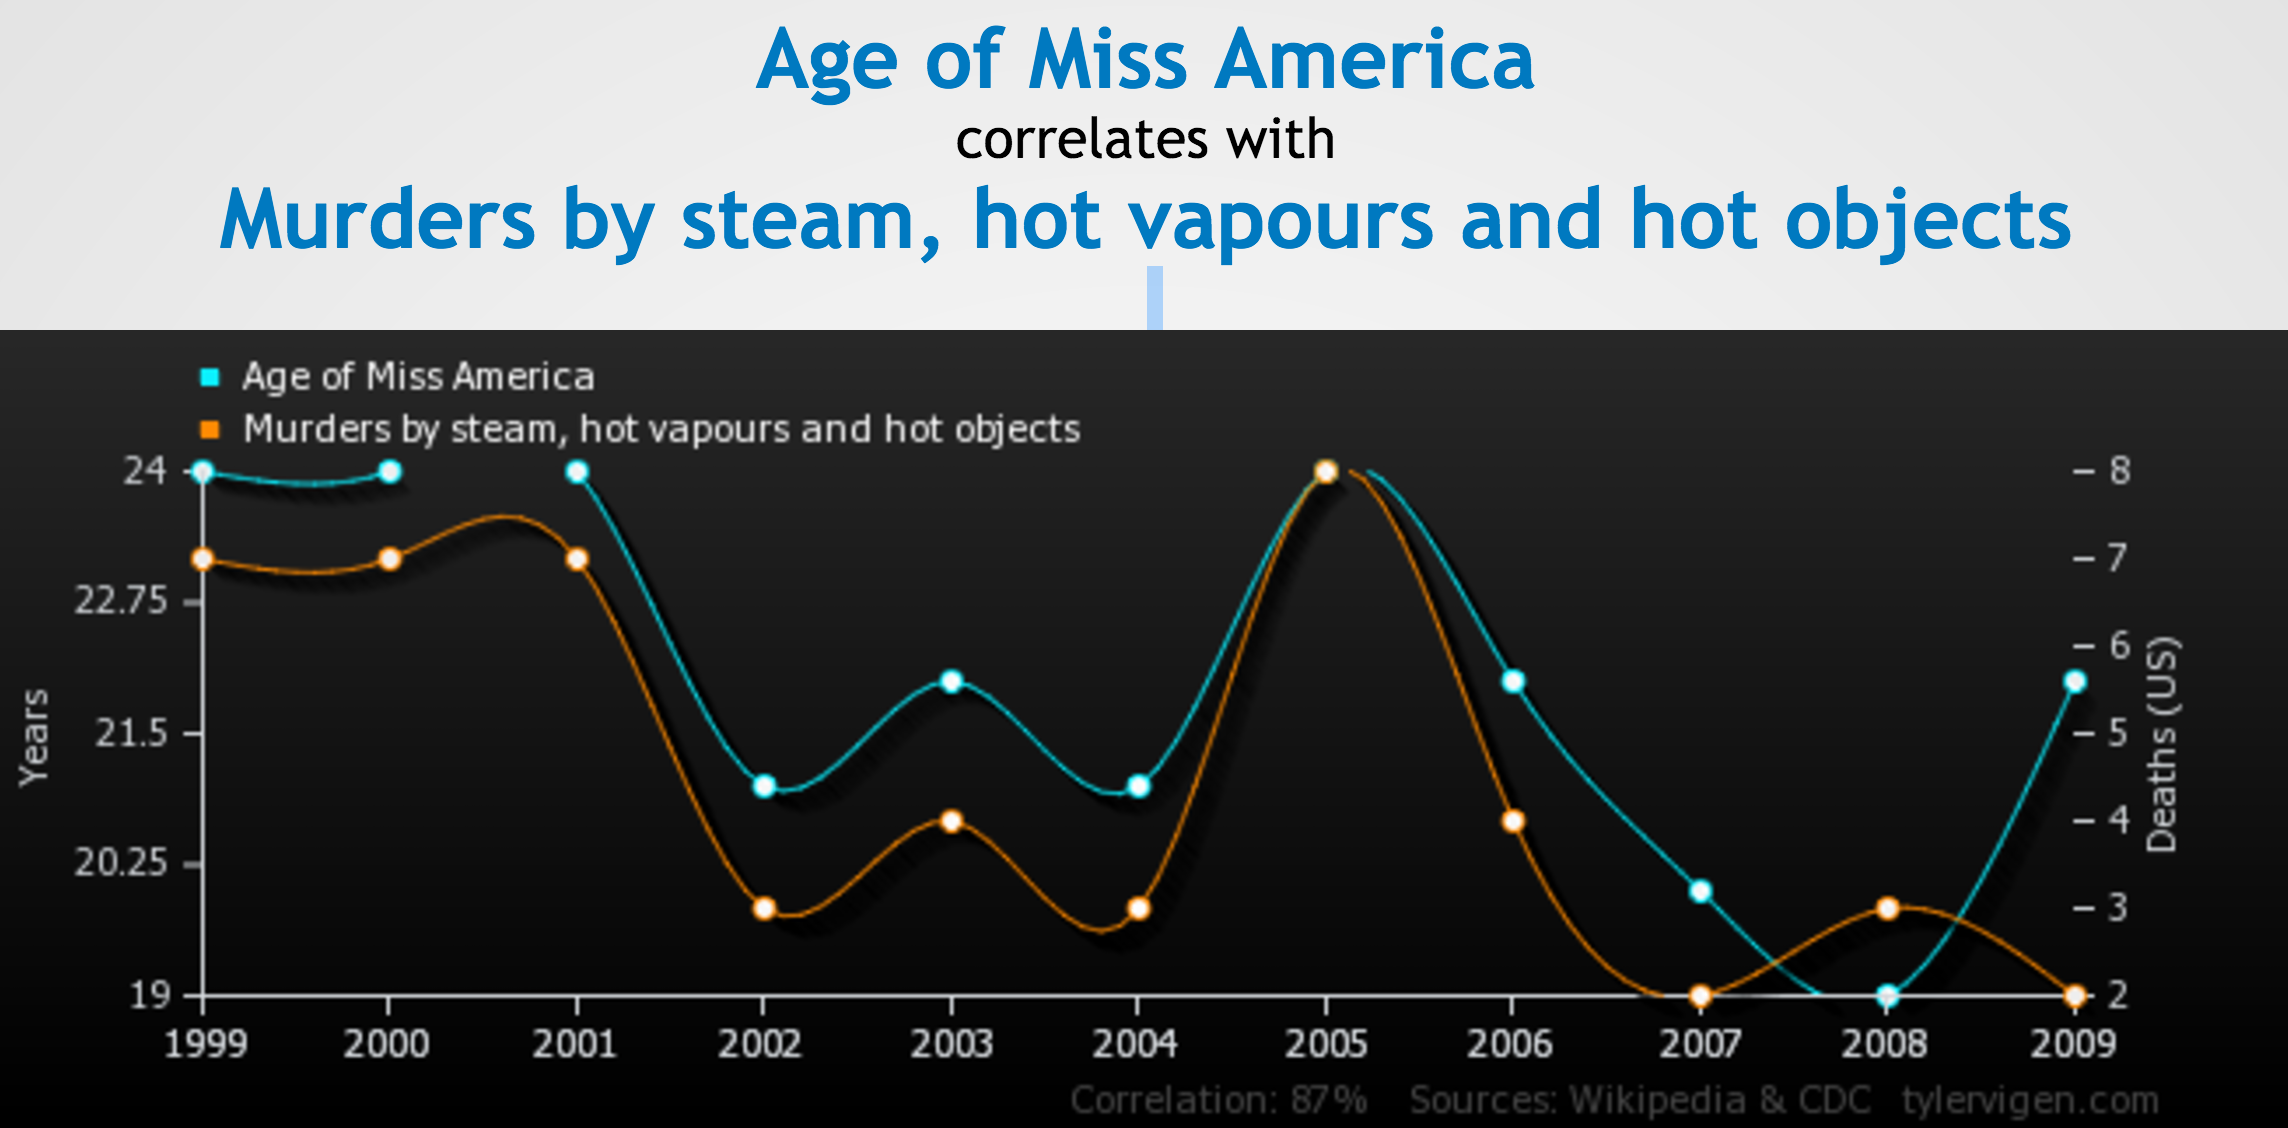 Age of Miss America
correlates with
Murders by steam, hot vapours and hot objects
Age of Miss America
Murders by steam, hot vapours and hot objects
24
22.75
21.5
20.25
19
Years
8
7
6
5
4
3
2
Deaths (US)
1999 2000 2001 2002 2003 2004 2005 2006 2007 2008 2009
Correlation: 87% Sources: Wikipedia & CDC tylervigen.com